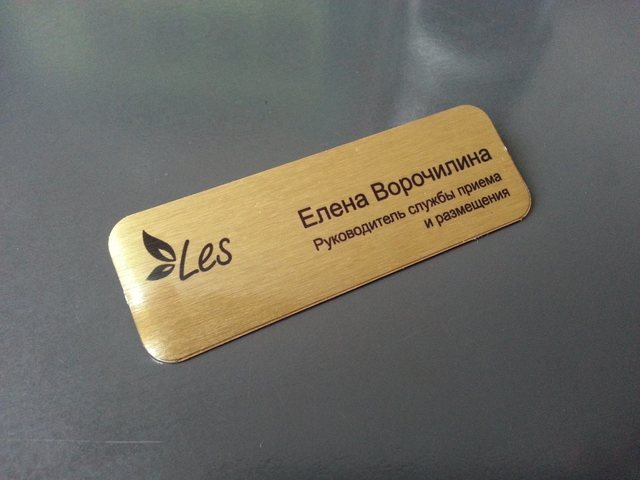 Les
Елена Ворочилина
Руководитель службы приема
и размещения